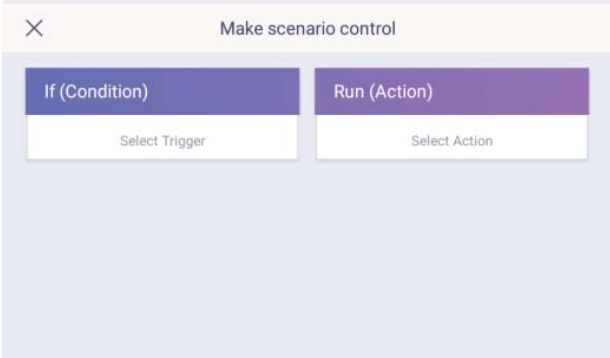 Make scenario control
If (Condition)
Select Trigger
Run (Action)
Select Action